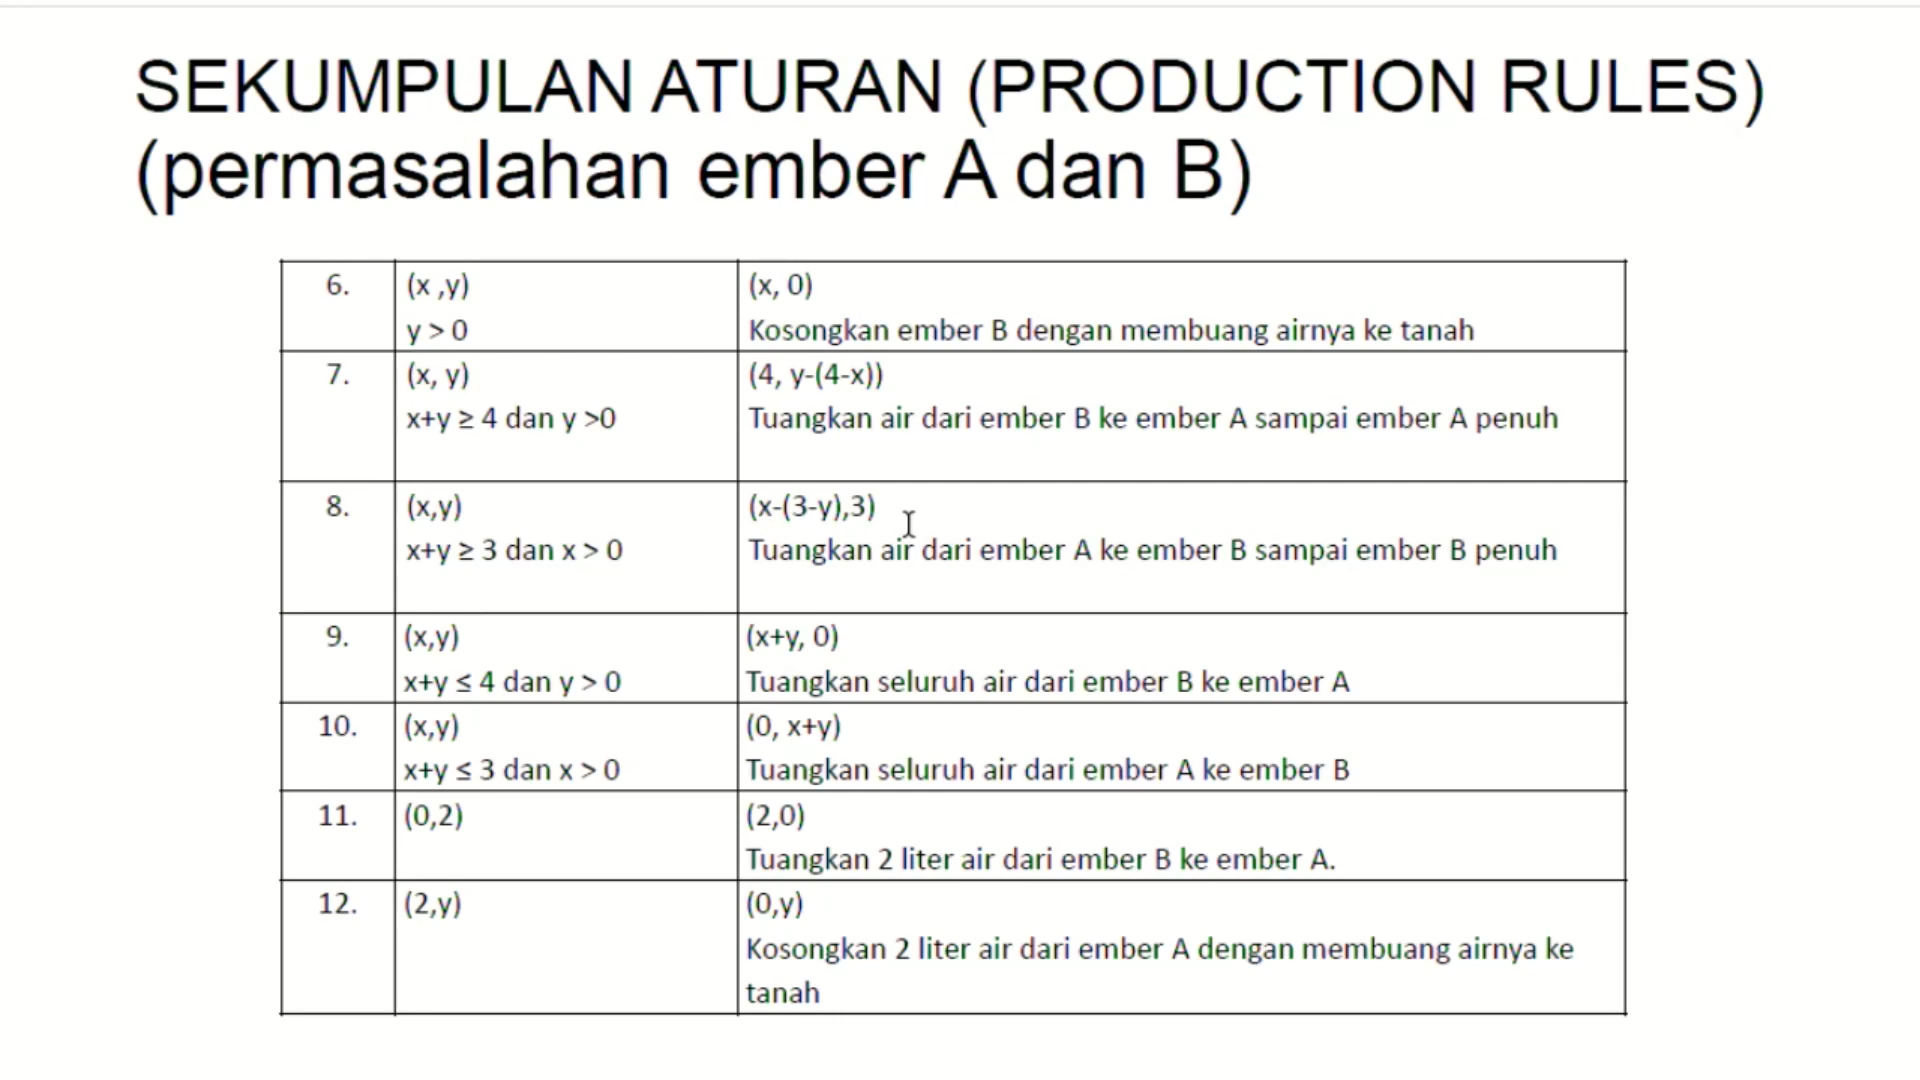 SEKUMPULAN ATURAN (PRODUCTION RULES)
(permasalahan ember A dan B)
6. (x ,y) (x, 0)
y > 0 Kosongkan ember B dengan membuang airnya ke tanah
7. (x, y) (4, y-(4-x))
x+y ≥ 4 dan y >0 Tuangkan air dari ember B ke ember A sampai ember A penuh
8. (x,y) (x-(3-y),3)
x+y ≥ 3 dan x > 0 Tuangkan air dari ember A ke ember B sampai ember B penuh
9. (x,y) (x+y, 0)
x+y ≤ 4 dan y > 0 Tuangkan seluruh air dari ember B ke ember A
10. (x,y) (0, x+y)
x+y ≤ 3 dan x > 0 Tuangkan seluruh air dari ember A ke ember B
11. (0,2) (2,0)
Tuangkan 2 liter air dari ember B ke ember A.
12. (2,y) (0,y)
Kosongkan 2 liter air dari ember A dengan membuang airnya ke
tanah